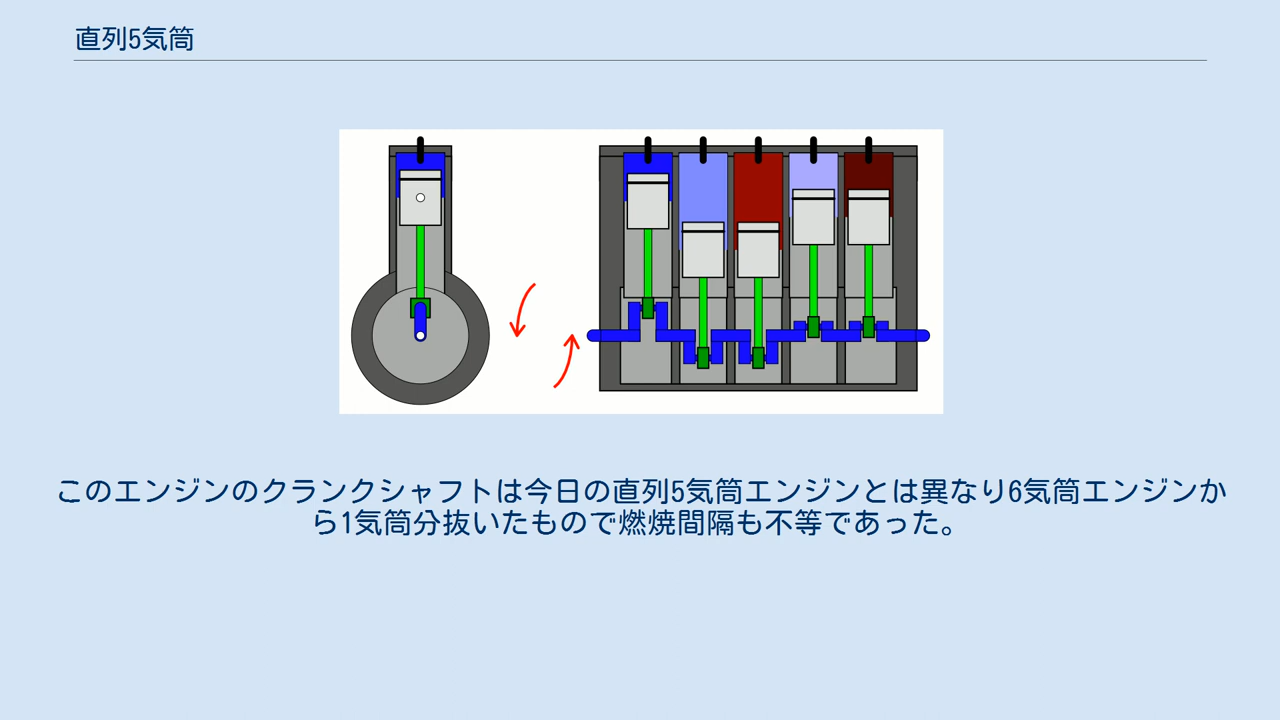 直列5気筒
このエンジンのクランクシャフトは今日の直列5気筒エンジンとは異なり6気筒エンジンか
ら1気筒分抜いたもので燃焼間隔も不等であった。